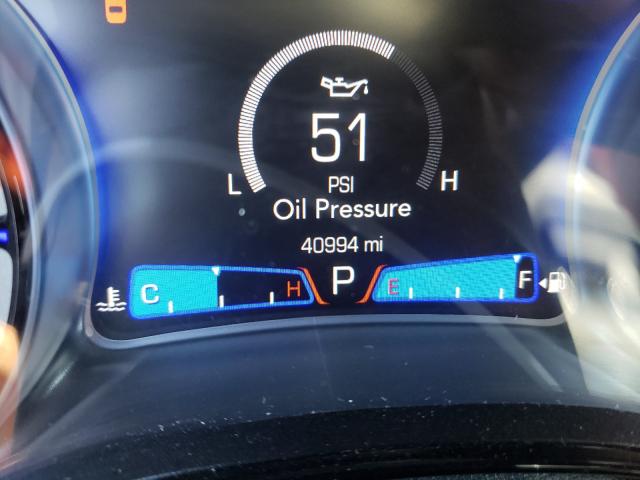 51
L PSI H
Oil Pressure
40994 mi
C H P E F